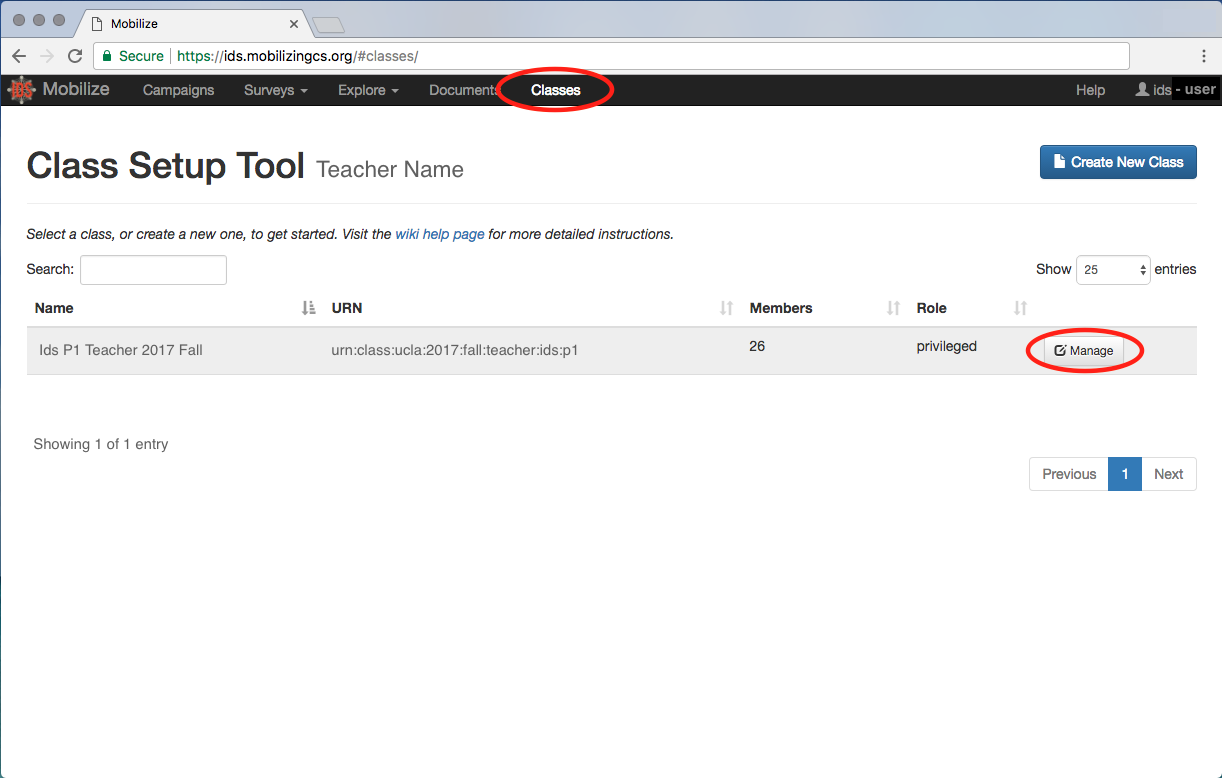 Mobilize
Secure https://ids.mobilizingcs.org/#classes/
Mobilize Campaigns Surveys Explore Documents Classes Help ids - user
Class Setup Tool Teacher Name
Create New Class
Select a class, or create a new one, to get started. Visit the wiki help page for more detailed instructions.
Search: Show 25 entries
Name URN Members Role
Ids P1 Teacher 2017 Fall urn:class:ucla:2017:fall:teacher:ids:p1 26 privileged Manage
Showing 1 of 1 entry
Previous 1 Next